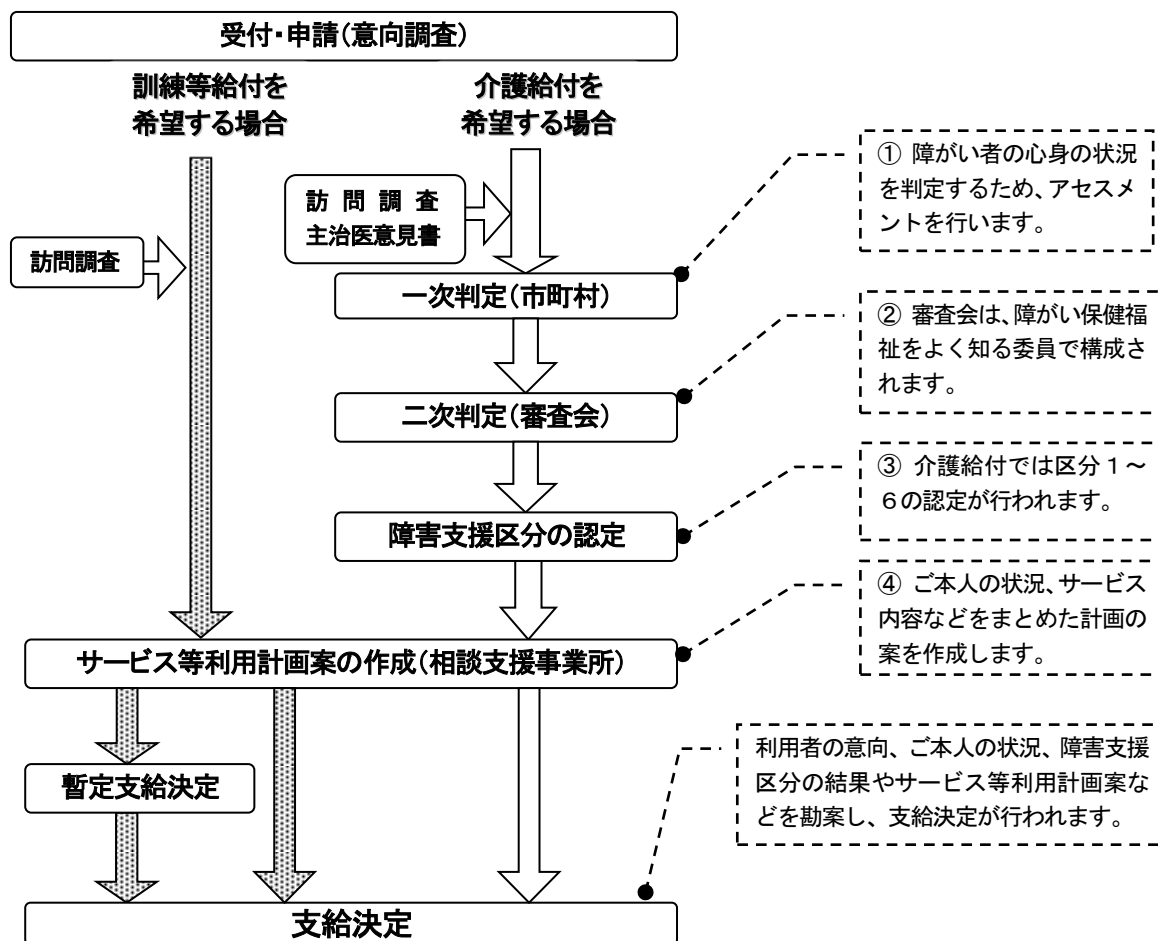 受付・申請（意向調査）
訓練等給付を
希望する場合
介護給付を
希望する場合
訪問調査
主治医意見書
訪問調査
① 障がい者の心身の状況
を判定するため、アセスメ
ントを行います。
一次判定（市町村）
② 審査会は、障がい保健福
祉をよく知る委員で構成さ
れます。
二次判定（審査会）
③ 介護給付では区分１～
６の認定が行われます。
障害支援区分の認定
④ ご本人の状況、サービス
内容などをまとめた計画の
案を作成します。
サービス等利用計画案の作成（相談支援事業所）
利用者の意向、ご本人の状況、障害支援
区分の結果やサービス等利用計画案な
どを勘案し、支給決定が行われます。
暫定支給決定
支給決定